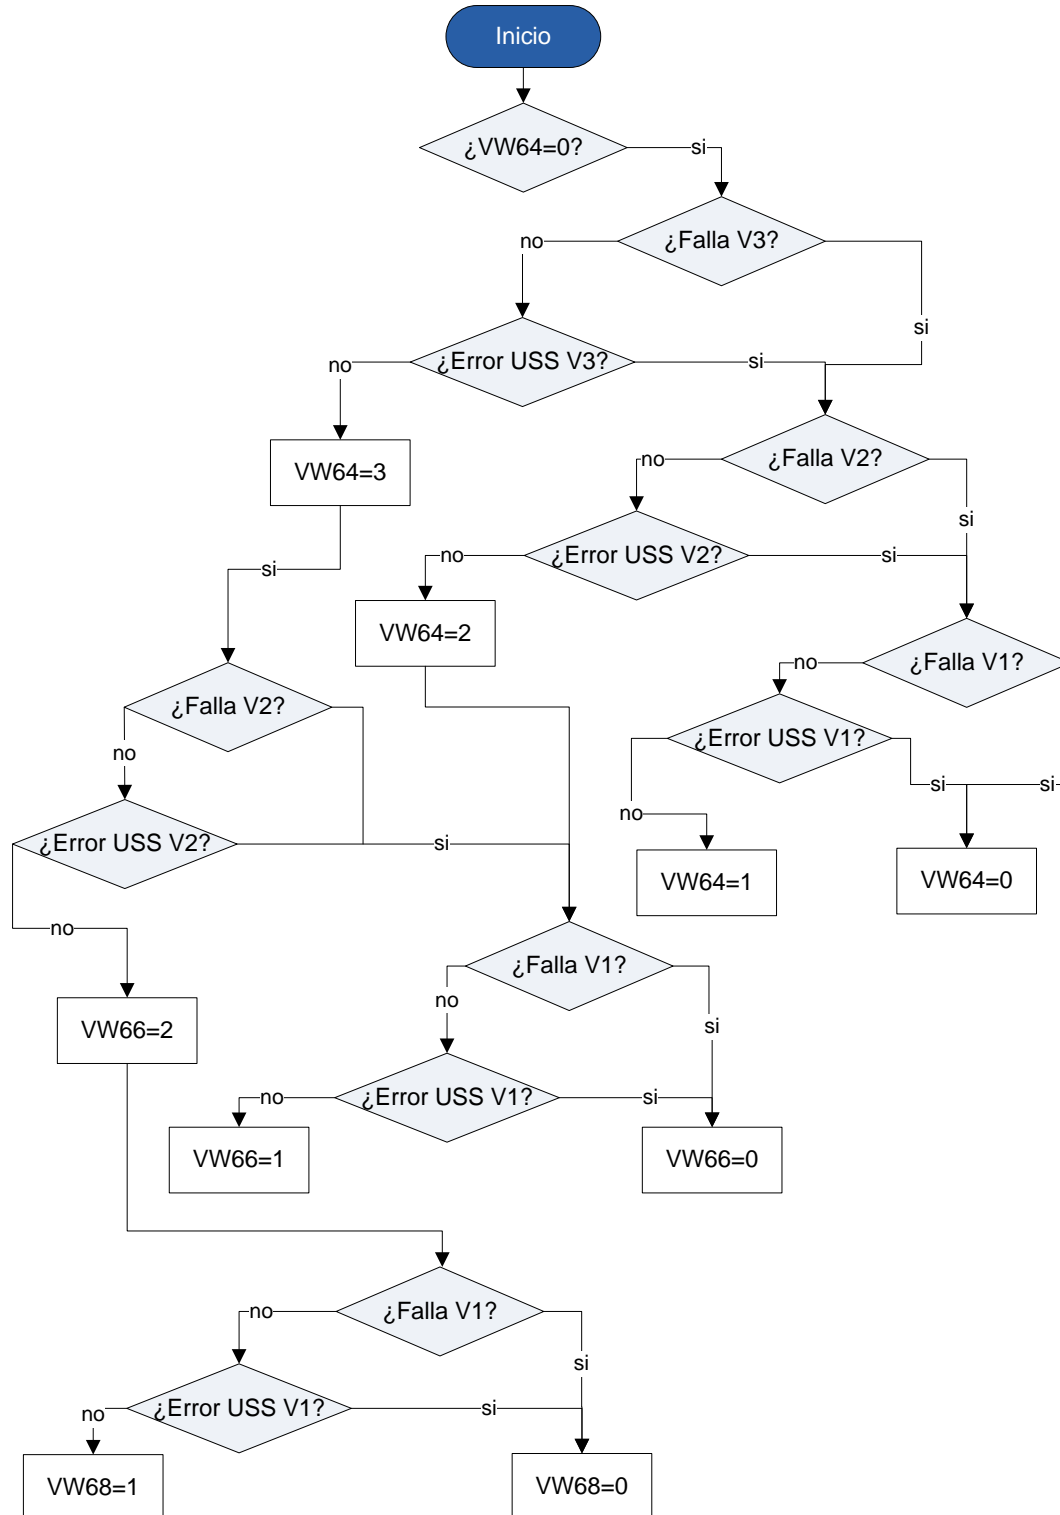 Inicio
¿VW64=0?
si
¿Falla V3?
no
si
¿Error USS V3?
no
si
VW64=3
¿Falla V2?
no
si
¿Error USS V2?
no
si
si
VW64=2
¿Falla V1?
no
¿Falla V2?
¿Error USS V1?
no
si
si
no
¿Error USS V2?
si
VW64=1
VW64=0
no
¿Falla V1?
no
si
VW66=2
¿Error USS V1?
no
si
VW66=1
VW66=0
¿Falla V1?
no
si
¿Error USS V1?
no
si
VW68=1
VW68=0